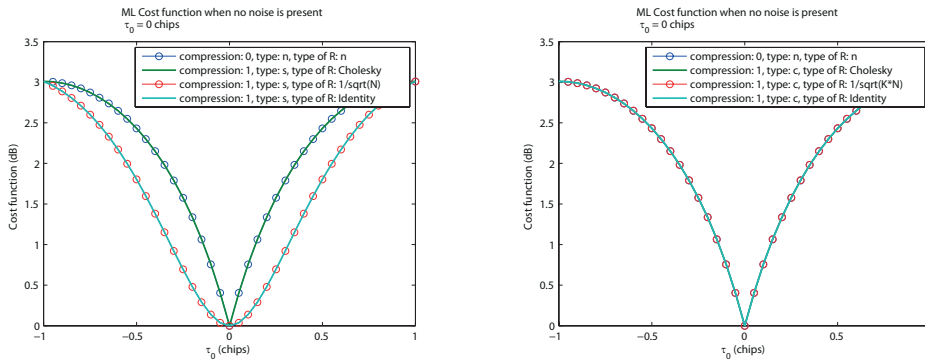 ML Cost function when no noise is present
τ0 = 0 chips
3.5
3
2.5
2
1.5
1
0.5
0
Cost function (dB)
compression: 0, type: n, type of R: n
compression: 1, type: s, type of R: Cholesky
compression: 1, type: s, type of R: 1/sqrt(N)
compression: 1, type: s, type of R: Identity
−1
−0.5
0
0.5
1
τ0 (chips)
ML Cost function when no noise is present
τ0 = 0 chips
3.5
3
2.5
2
1.5
1
0.5
0
Cost function (dB)
compression: 0, type: n, type of R: n
compression: 1, type: c, type of R: Cholesky
compression: 1, type: c, type of R: 1/sqrt(K*N)
compression: 1, type: c, type of R: Identity
−1
−0.5
0
0.5
τ0 (chips)